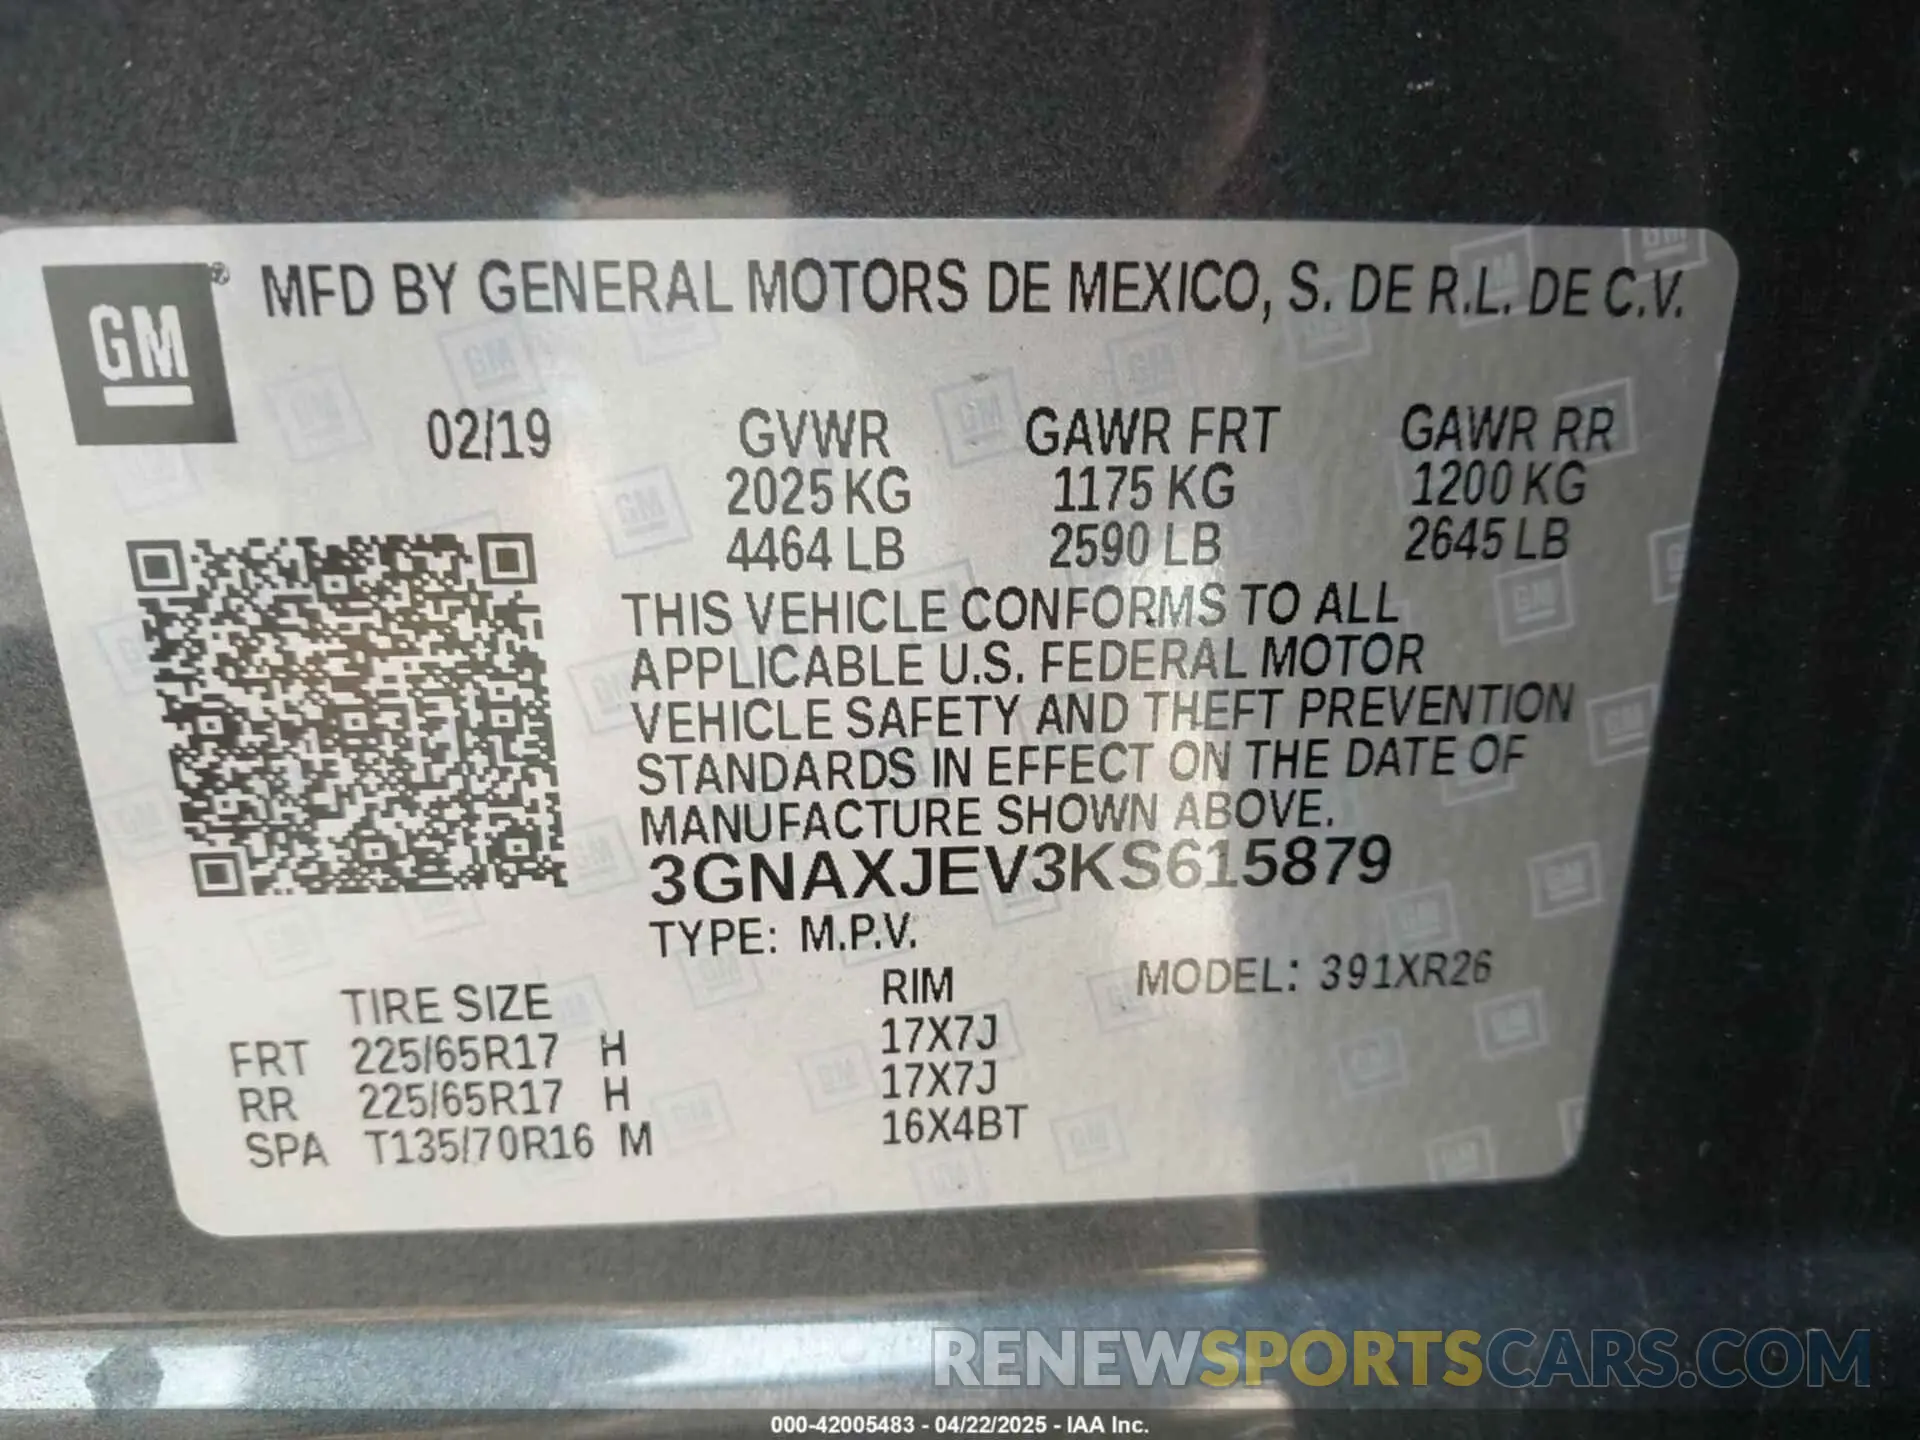 GM® MFD BY GENERAL MOTORS DE MEXICO, S. DE R.L. DE C.V.
02/19 GVWR GAWR FRT GAWR RR
2025 KG 1175 KG 1200 KG
4464 LB 2590 LB 2645 LB
THIS VEHICLE CONFORMS TO ALL
APPLICABLE U.S. FEDERAL MOTOR
VEHICLE SAFETY AND THEFT PREVENTION
STANDARDS IN EFFECT ON THE DATE OF
MANUFACTURE SHOWN ABOVE.
3GNAXJEV3KS615879
TYPE: M.P.V.
TIRE SIZE RIM MODEL: 391XR26
FRT 225/65R17 H 17X7J
RR 225/65R17 H 17X7J
SPA T135/70R16 M 16X4BT
RENEWSPORTSCARS.COM
000-42005483 - 04/22/2025 - IAA Inc.